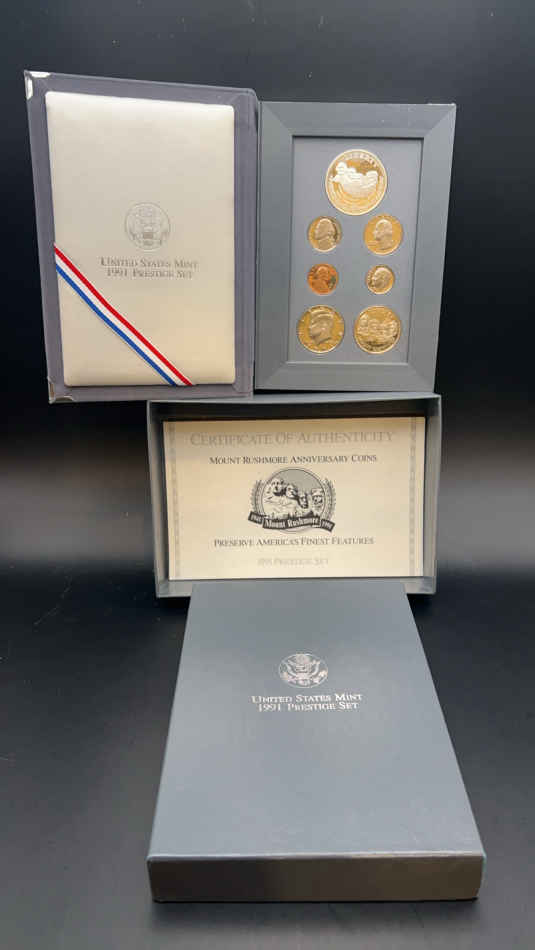 UNITED STATES MINT
1991 PRESTIGE SET
LIBERTY
CERTIFICATE OF AUTHENTICITY
MOUNT RUSHMORE ANNIVERSARY COINS
1941 Mount Rushmore 1991
PRESERVE AMERICA'S FINEST FEATURES
1991 PRESTIGE SET
UNITED STATES MINT
1991 PRESTIGE SET